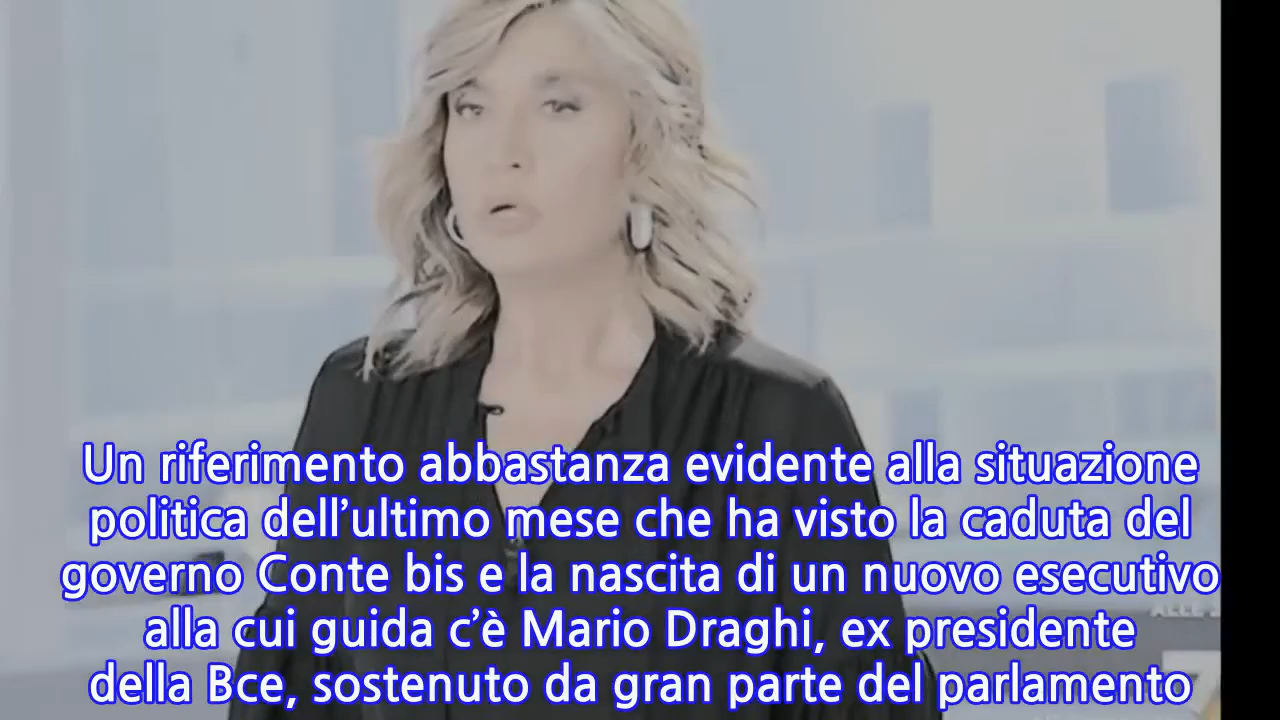 Un riferimento abbastanza evidente alla situazione
politica dell’ultimo mese che ha visto la caduta del
governo Conte bis e la nascita di un nuovo esecutivo
alla cui guida c’è Mario Draghi, ex presidente
della Bce, sostenuto da gran parte del parlamento
ALLE
7